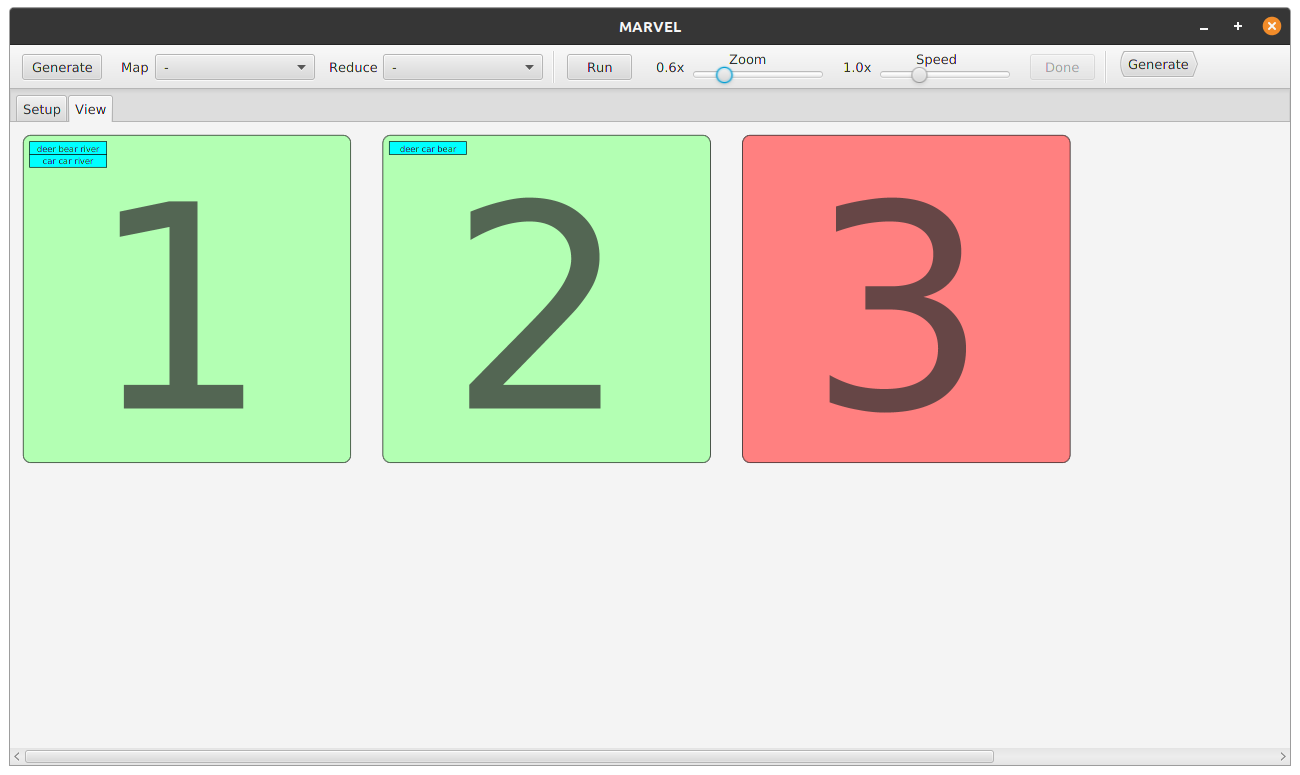 MARVEL
Generate Map - Reduce - Run 0.6x Zoom 1.0x Speed Done Generate
Setup View
deer bear river
car car river
deer car bear
1 2 3